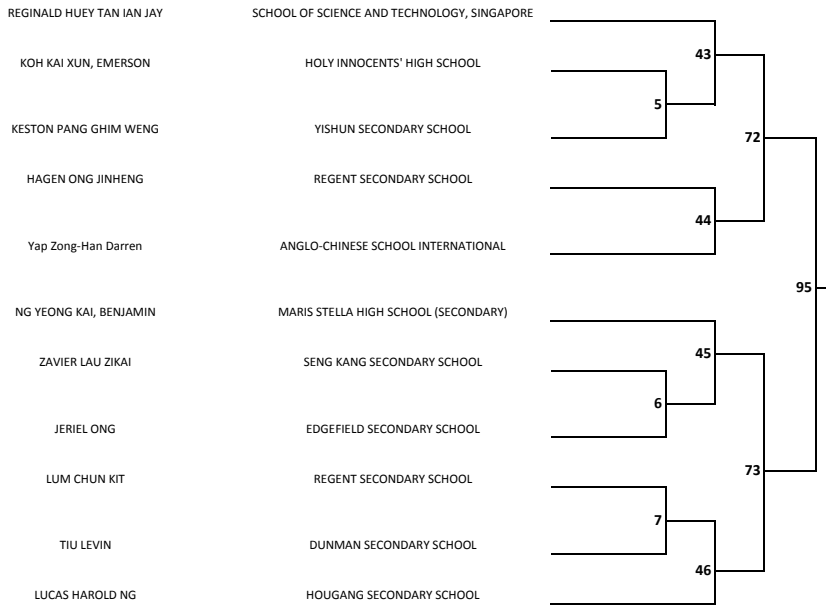 REGINALD HUEY TAN IAN JAY SCHOOL OF SCIENCE AND TECHNOLOGY, SINGAPORE
43
KOH KAI XUN, EMERSON HOLY INNOCENTS' HIGH SCHOOL
5
KESTON PANG GHIM WENG YISHUN SECONDARY SCHOOL
72
HAGEN ONG JINHENG REGENT SECONDARY SCHOOL
44
Yap Zong-Han Darren ANGLO-CHINESE SCHOOL INTERNATIONAL
95
NG YEONG KAI, BENJAMIN MARIS STELLA HIGH SCHOOL (SECONDARY)
45
ZAVIER LAU ZIKAI SENG KANG SECONDARY SCHOOL
6
JERIEL ONG EDGEFIELD SECONDARY SCHOOL
73
LUM CHUN KIT REGENT SECONDARY SCHOOL
7
TIU LEVIN DUNMAN SECONDARY SCHOOL
46
LUCAS HAROLD NG HOUGANG SECONDARY SCHOOL